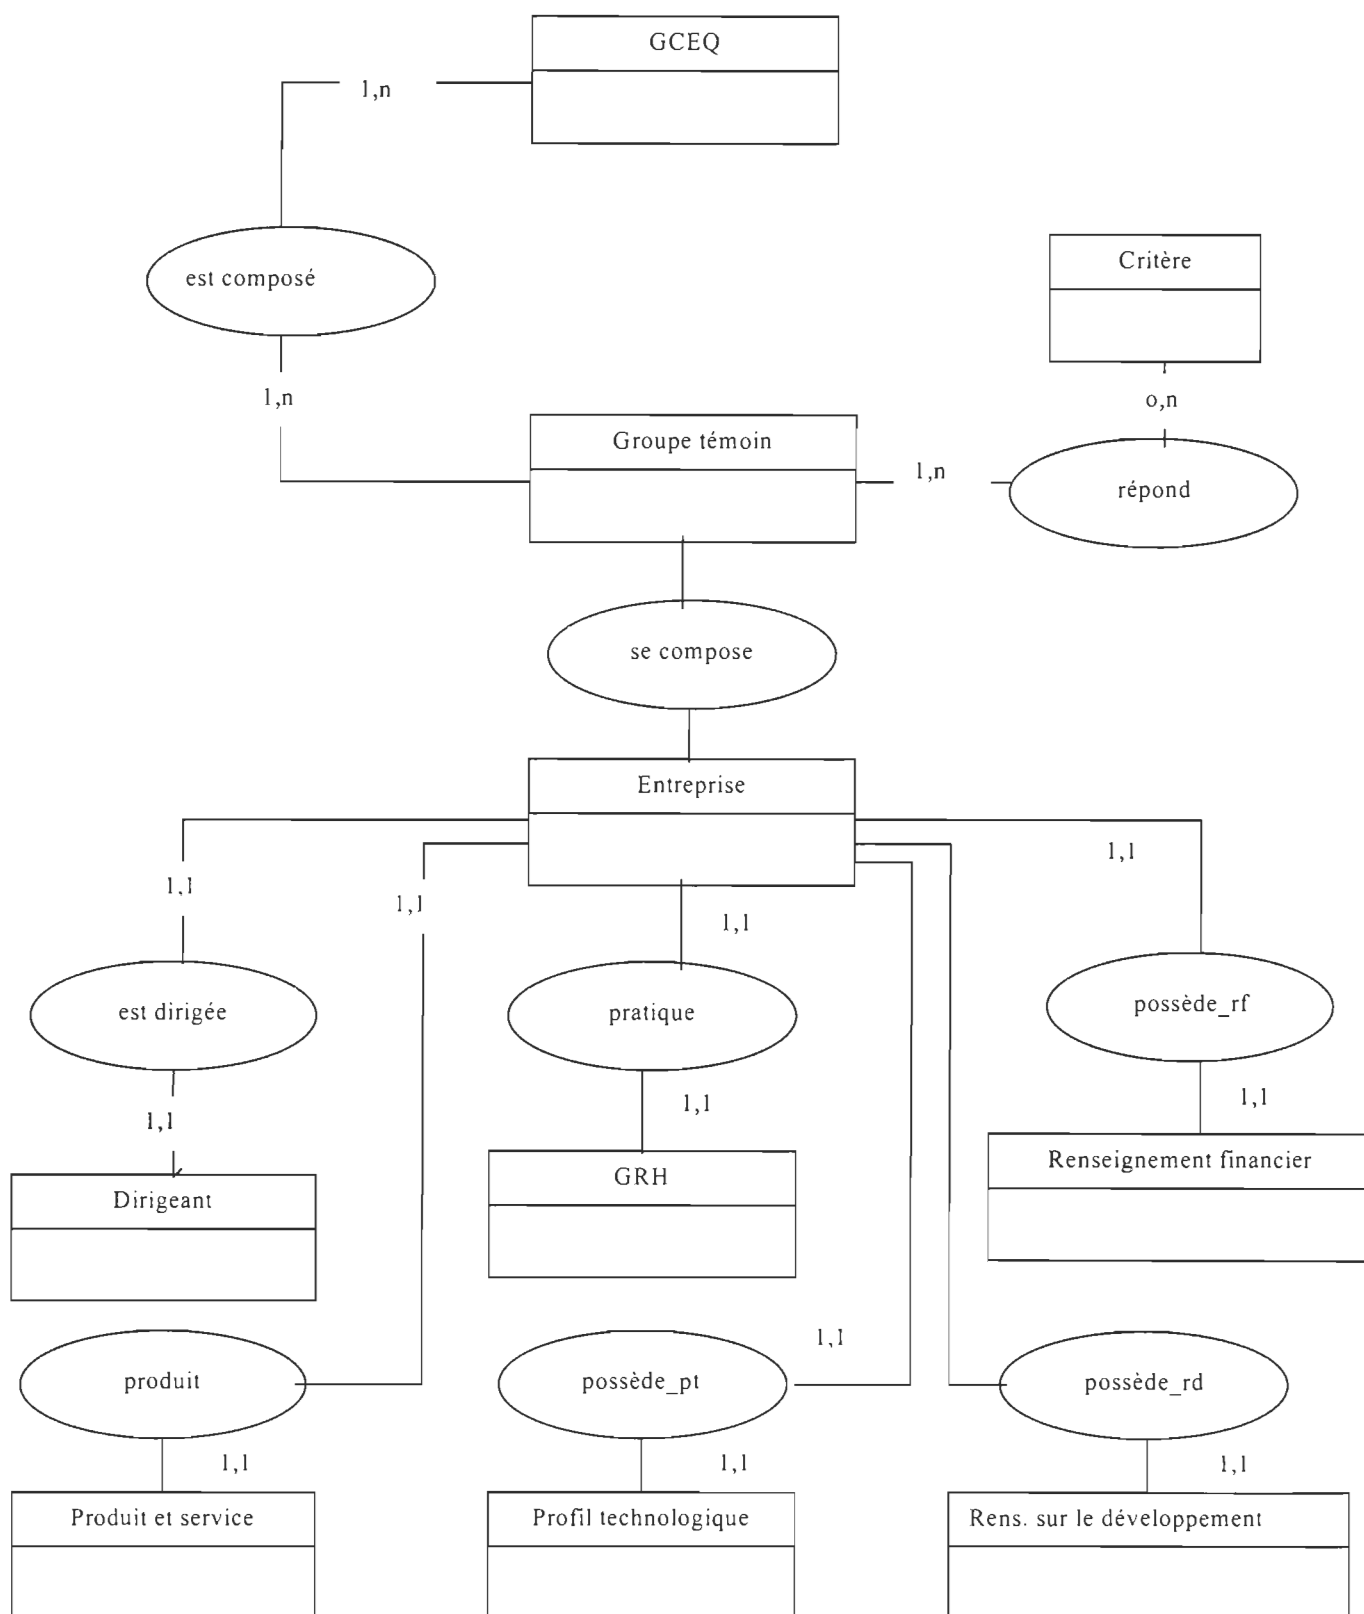 GCEQ
1,n
est composé
Critère
1,n
o,n
Groupe témoin
1,n
répond
se compose
Entreprise
1,1
1,1
1,1
1,1
est dirigée
pratique
possède_rf
1,1
1,1
1,1
Renseignement financier
GRH
Dirigeant
1,1
produit
possède_pt
possède_rd
1,1
1,1
1,1
Produit et service
Profil technologique
Rens. sur le développement